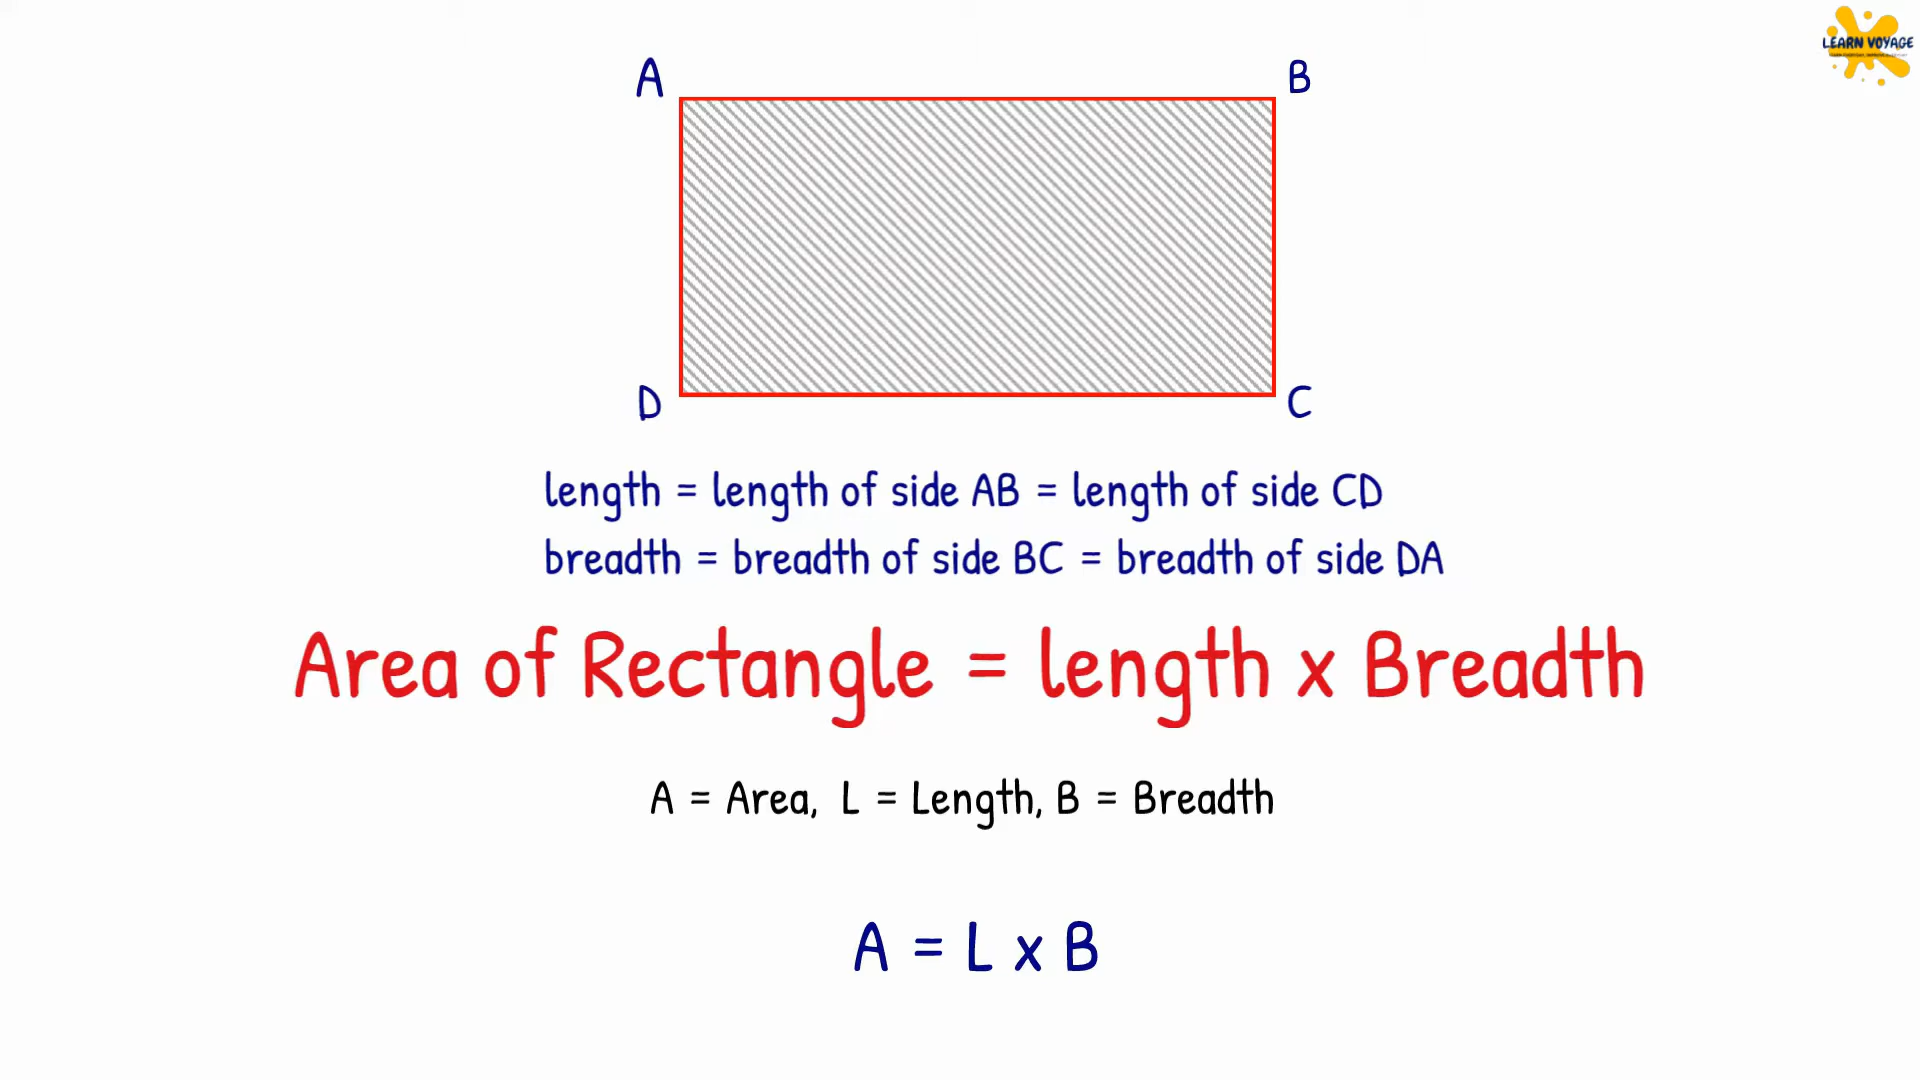 LEARN VOYAGE
A B
D C
length = length of side AB = length of side CD
breadth = breadth of side BC = breadth of side DA
Area of Rectangle = length x Breadth
A = Area, L = Length, B = Breadth
A = L x B